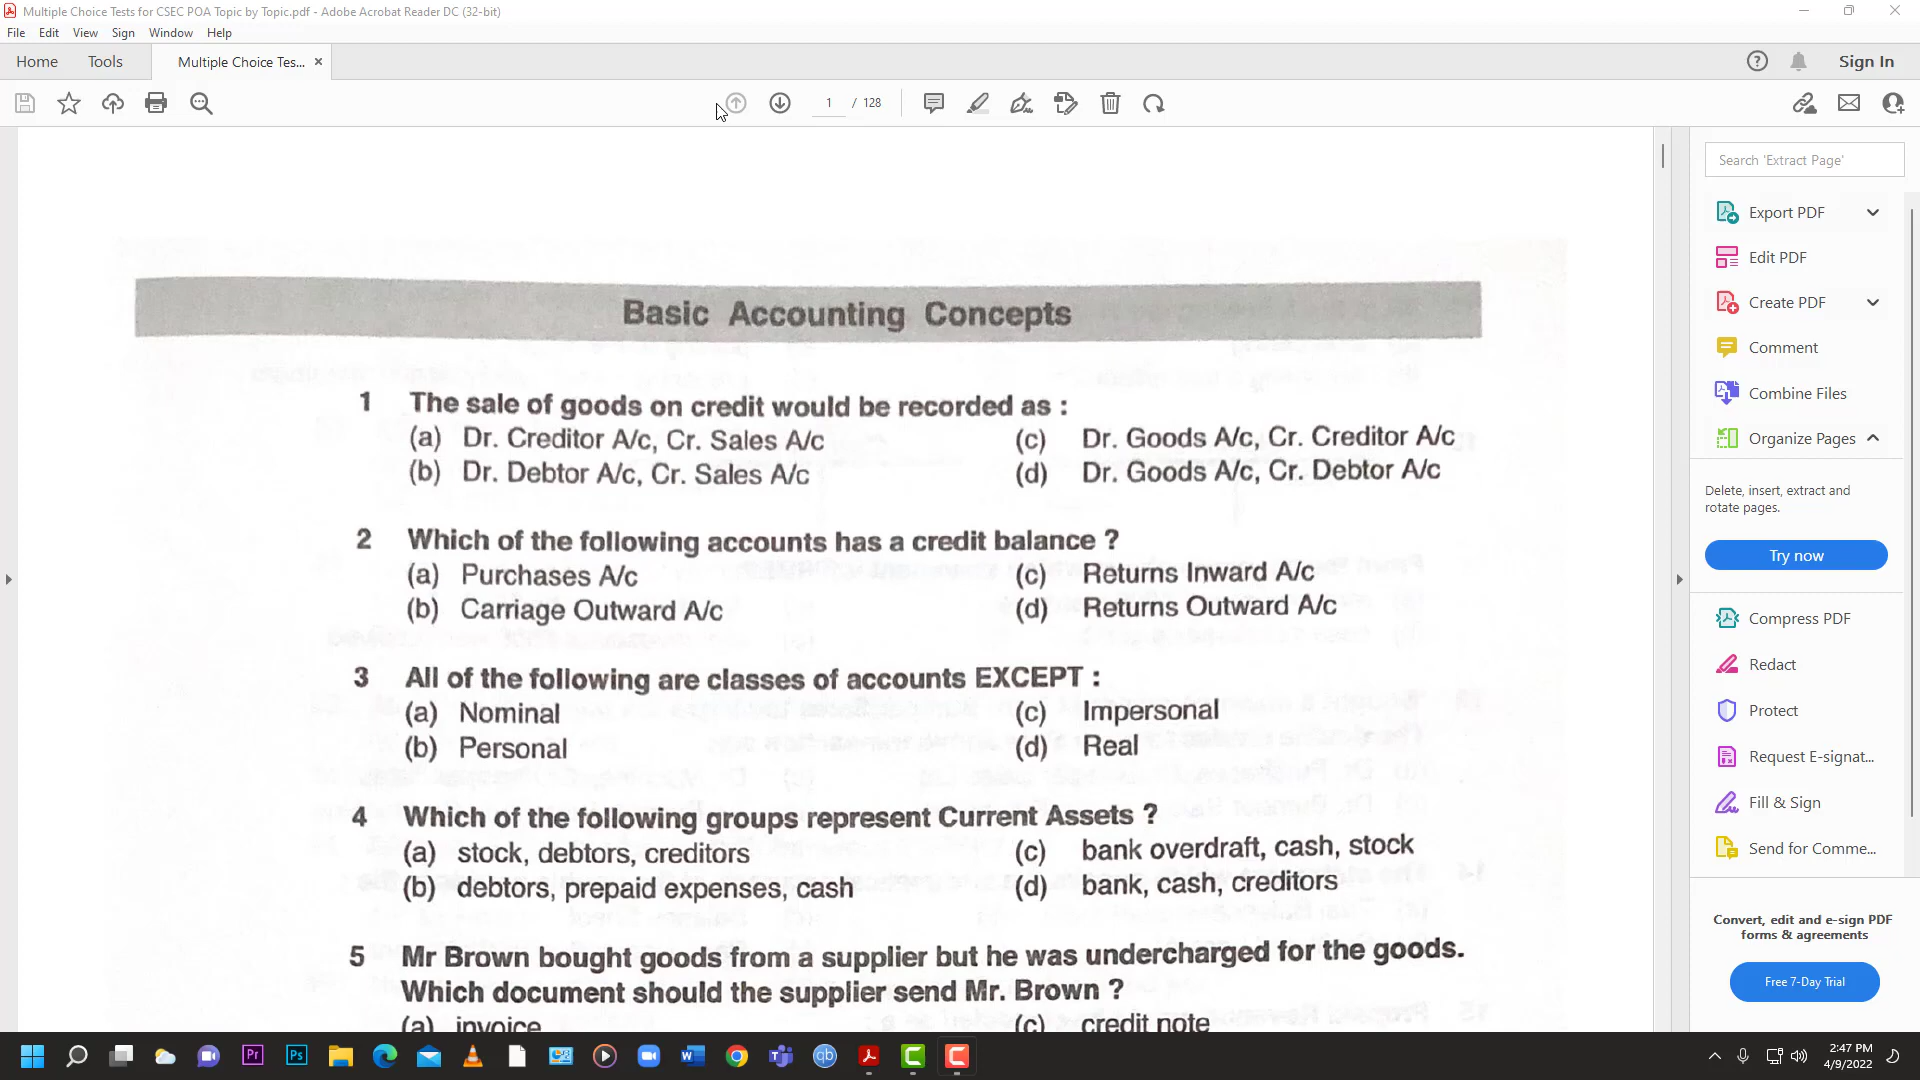 Multiple Choice Tests for CSEC POA Topic by Topic.pdf - Adobe Acrobat Reader DC (32-bit)
File Edit View Sign Window Help
Home Tools Multiple Choice Tes... × Sign In
1 / 128
Search 'Extract Page'
Export PDF
Edit PDF
Create PDF
Comment
Combine Files
Organize Pages
Delete, insert, extract and
rotate pages.
Try now
Compress PDF
Redact
Protect
Request E-signat...
Fill & Sign
Send for Comme...
Convert, edit and e-sign PDF
forms & agreements
Free 7-Day Trial
Basic Accounting Concepts
1 The sale of goods on credit would be recorded as :
(a) Dr. Creditor A/c, Cr. Sales A/c (c) Dr. Goods A/c, Cr. Creditor A/c
(b) Dr. Debtor A/c, Cr. Sales A/c (d) Dr. Goods A/c, Cr. Debtor A/c
2 Which of the following accounts has a credit balance ?
(a) Purchases A/c (c) Returns Inward A/c
(b) Carriage Outward A/c (d) Returns Outward A/c
3 All of the following are classes of accounts EXCEPT :
(a) Nominal (c) Impersonal
(b) Personal (d) Real
4 Which of the following groups represent Current Assets ?
(a) stock, debtors, creditors (c) bank overdraft, cash, stock
(b) debtors, prepaid expenses, cash (d) bank, cash, creditors
5 Mr Brown bought goods from a supplier but he was undercharged for the goods.
Which document should the supplier send Mr. Brown ?
(a) invoice (c) credit note
Pr Ps qb
2:47 PM
4/9/2022